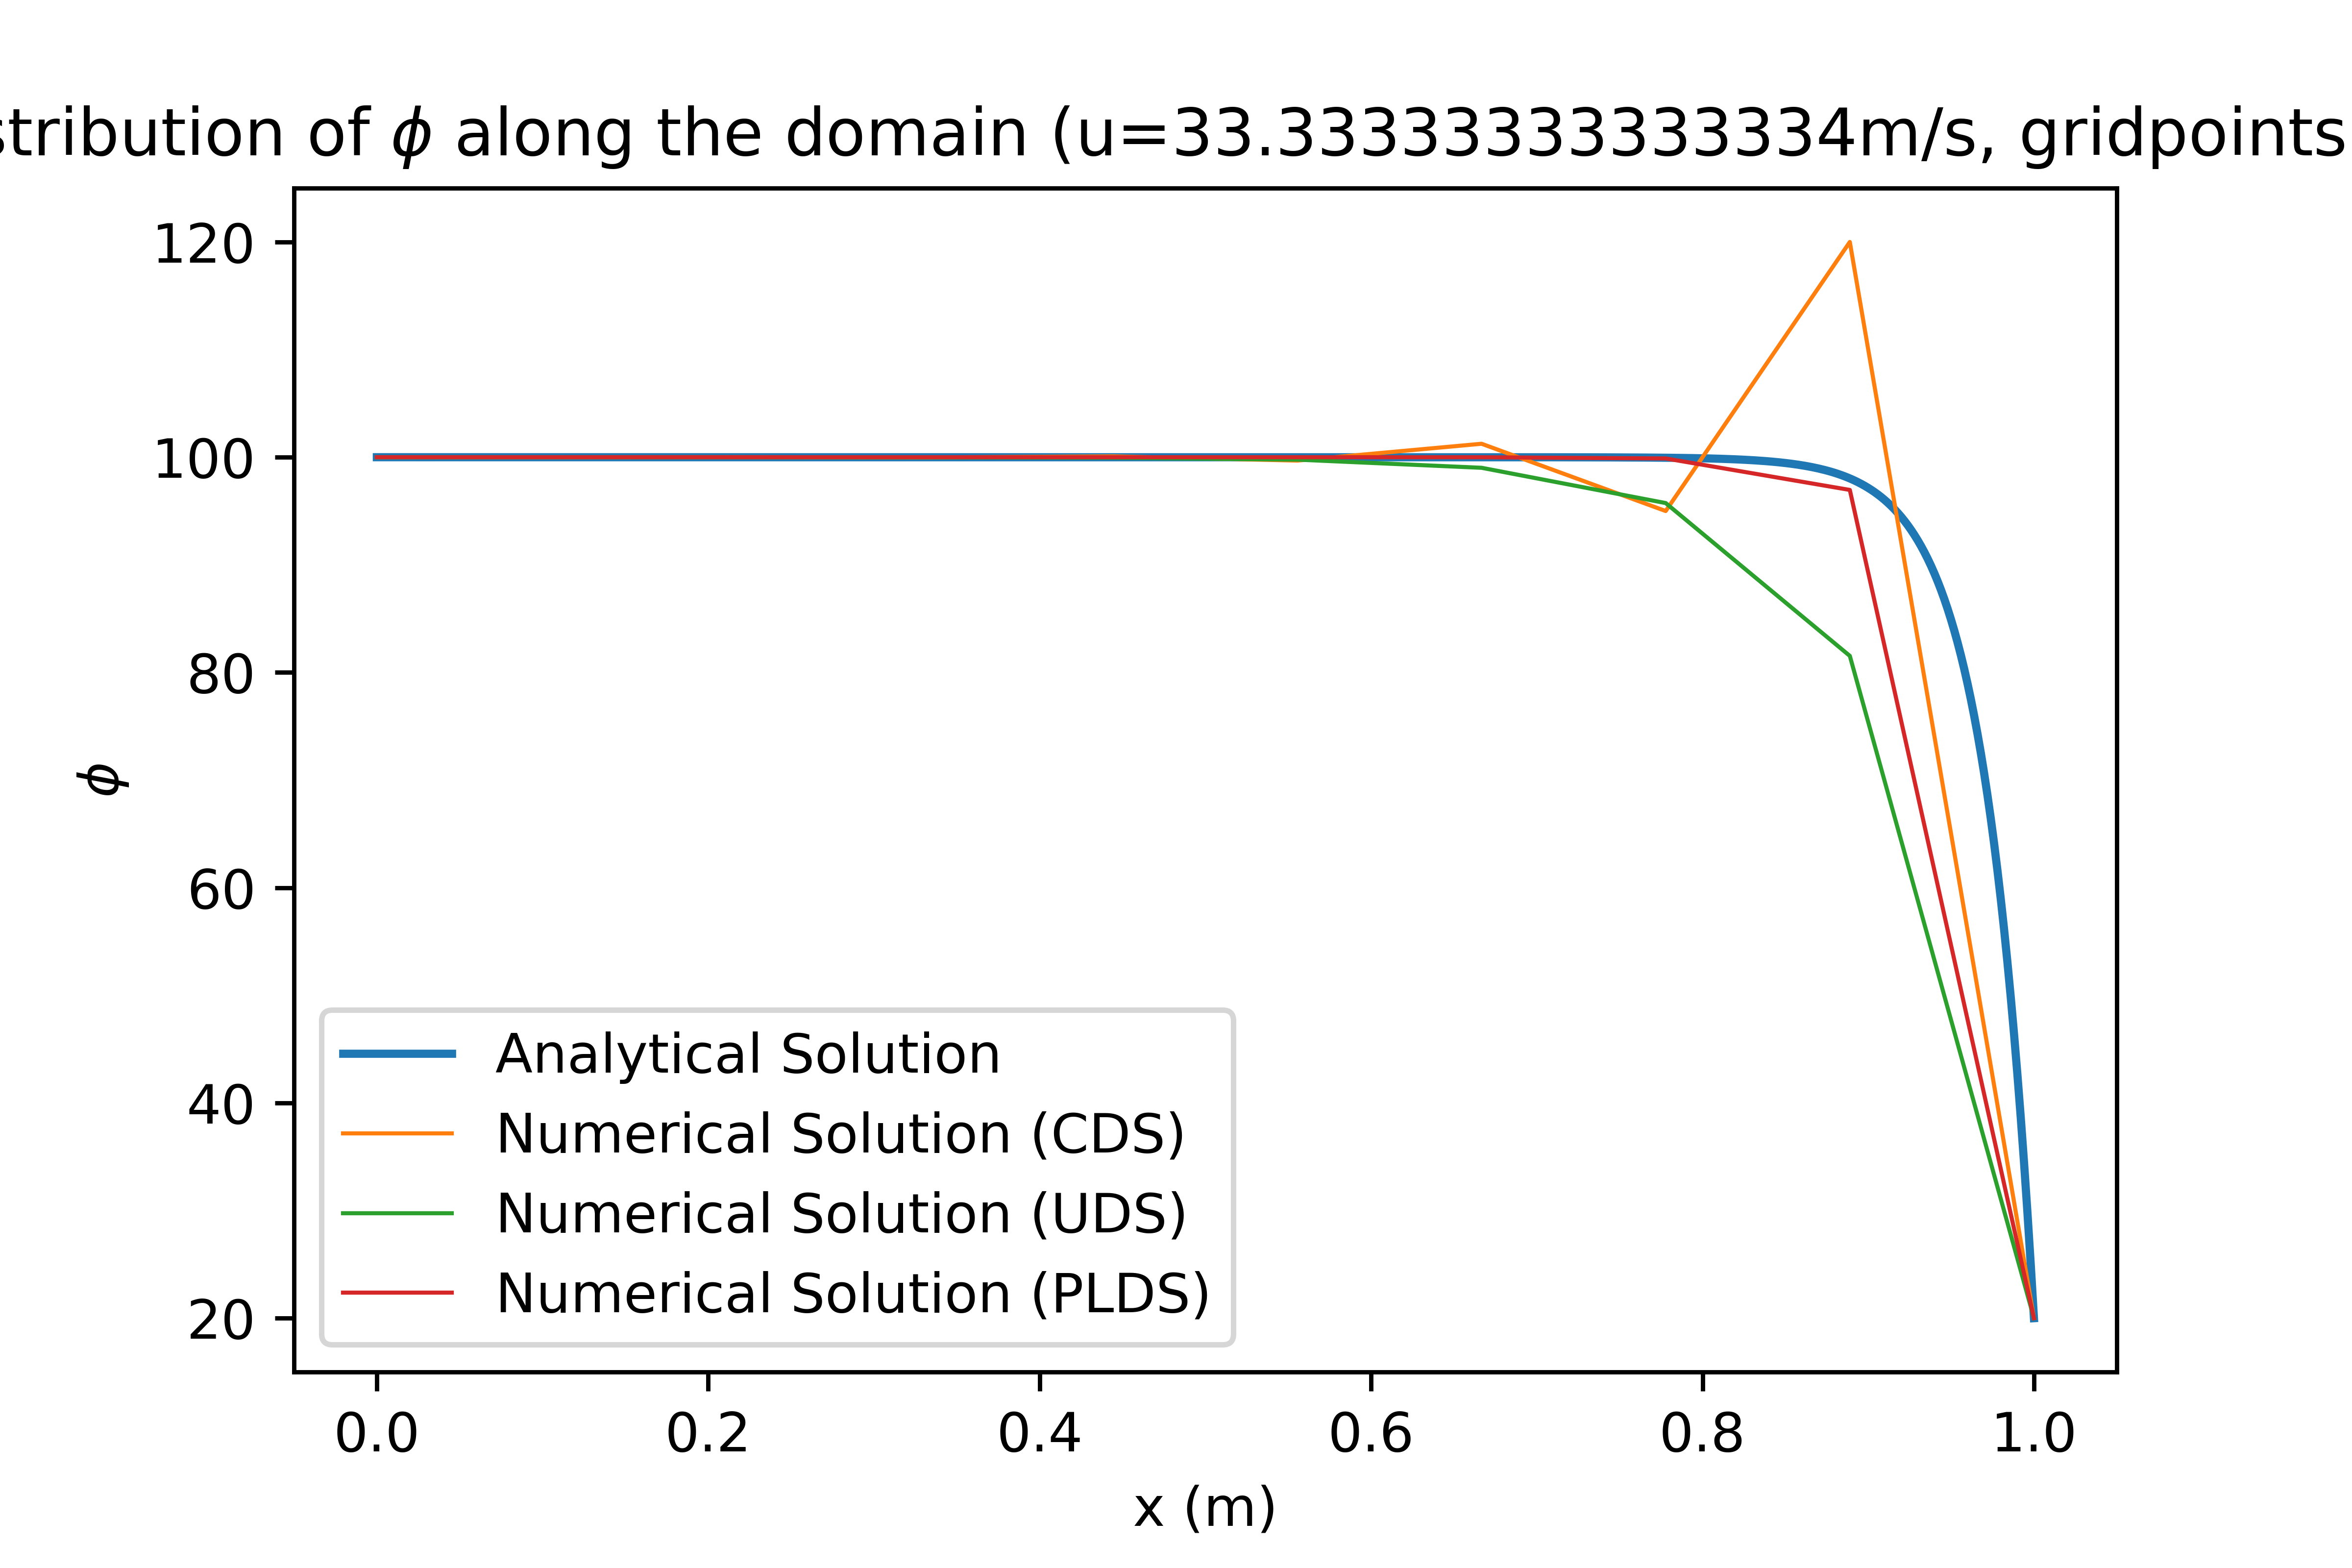 stribution of ϕ along the domain (u=33.333333333333334m/s, gridpoints
120
100
80
60
40
20
ϕ
Analytical Solution
Numerical Solution (CDS)
Numerical Solution (UDS)
Numerical Solution (PLDS)
0.0 0.2 0.4 0.6 0.8 1.0
x (m)